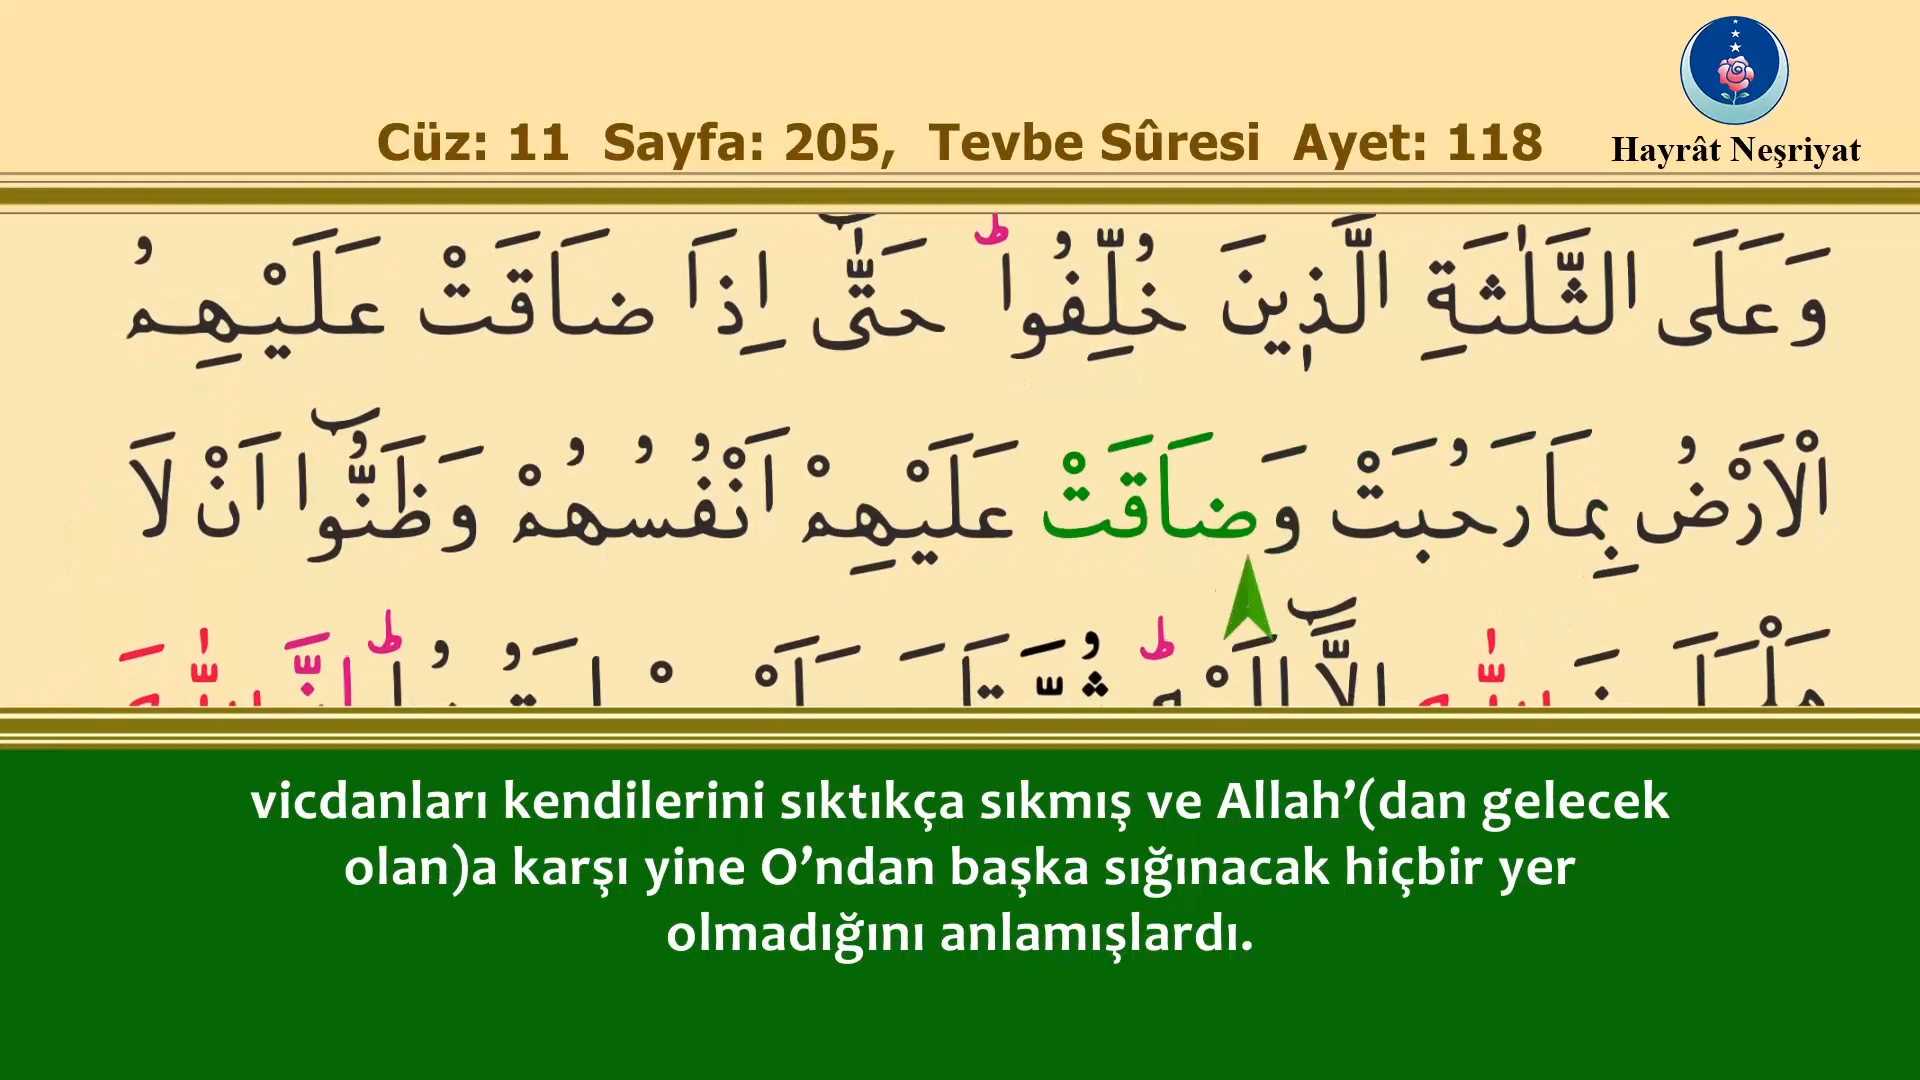 Cüz: 11 Sayfa: 205, Tevbe Sûresi Ayet: 118
Hayrât Neşriyat
وَعَلَى الثَّلٰثَةِ الَّذٖينَ خُلِّفُواؕ حَتّٰٓى اِذَا ضَاقَتْ عَلَيْهِمُ
الْاَرْضُ بِمَا رَحُبَتْ وَضَاقَتْ عَلَيْهِمْ اَنْفُسُهُمْ وَظَنُّٓوا اَنْ لَا
vicdanları kendilerini sıktıkça sıkmış ve Allah’(dan gelecek
olan)a karşı yine O’ndan başka sığınacak hiçbir yer
olmadığını anlamışlardı.